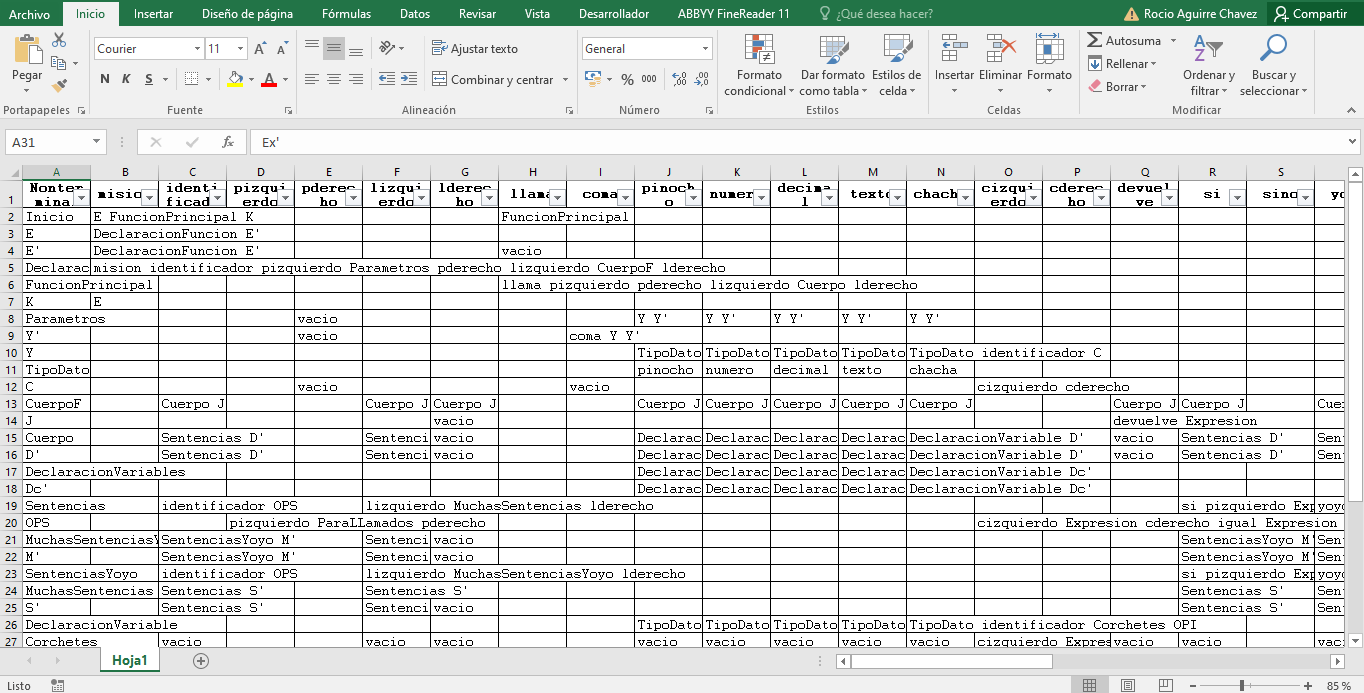 Archivo Inicio Insertar Diseño de página Fórmulas Datos Revisar Vista Desarrollador ABBYY FineReader 11 ¿Qué desea hacer? Rocio Aguirre Chavez Compartir
Pegar
Courier 11
N K S
Ajustar texto
Combinar y centrar
General
% 000
Formato condicional
Dar formato como tabla
Estilos de celda
Insertar Eliminar Formato
Autosuma
Rellenar
Borrar
Ordenar y filtrar
Buscar y seleccionar
Portapapeles Fuente Alineación Número Estilos Celdas Modificar
A31 fx Ex'
A B C D E F G H I J K L M N O P Q R S
1 Nonterminal misio identificad pizquierdo pderecho lizquierdo lderecho llama coma pinocho numer decimal text chach cizquierdo cderecho devuelve si sino yo
2 Inicio E FuncionPrincipal K FuncionPrincipal
3 E DeclaracionFuncion E'
4 E' DeclaracionFuncion E' vacio
5 Declarac mision identificador pizquierdo Parametros pderecho lizquierdo CuerpoF lderecho
6 FuncionPrincipal llama pizquierdo pderecho lizquierdo Cuerpo lderecho
7 K E
8 Parametros vacio Y Y' Y Y' Y Y' Y Y' Y Y'
9 Y' vacio coma Y Y'
10 Y TipoDato TipoDato TipoDato TipoDato TipoDato identificador C
11 TipoDato pinocho numero decimal texto chacha
12 C vacio vacio cizquierdo cderecho
13 CuerpoF Cuerpo J Cuerpo J Cuerpo J Cuerpo J Cuerpo J Cuerpo J Cuerpo J Cuerpo J Cuerpo J Cuerpo J Cue
14 J vacio devuelve Expresion
15 Cuerpo Sentencias D' Sentenci vacio Declarac Declarac Declarac Declarac DeclaracionVariable D' vacio Sentencias D' Sent
16 D' Sentencias D' Sentenci vacio Declarac Declarac Declarac Declarac DeclaracionVariable D' vacio Sentencias D' Sent
17 DeclaracionVariables Declarac Declarac Declarac Declarac DeclaracionVariable Dc'
18 Dc' Declarac Declarac Declarac Declarac DeclaracionVariable Dc'
19 Sentencias identificador OPS lizquierdo MuchasSentencias lderecho si pizquierdo Exp yoyo
20 OPS pizquierdo ParaLLamados pderecho cizquierdo Expresion cderecho igual Expresion
21 MuchasSentenciasY SentenciasYoyo M' Sentenci vacio SentenciasYoyo M' Sent
22 M' SentenciasYoyo M' Sentenci vacio SentenciasYoyo M' Sent
23 SentenciasYoyo identificador OPS lizquierdo MuchasSentenciasYoyo lderecho si pizquierdo Exp yoyo
24 MuchasSentencias Sentencias S' Sentencias S' Sentencias S' Sent
25 S' Sentencias S' Sentenci vacio Sentencias S' Sent
26 DeclaracionVariable TipoDato TipoDato TipoDato TipoDato TipoDato identificador Corchetes OPI
27 Corchetes vacio vacio vacio vacio vacio vacio vacio vacio cizquierdo Expres vacio vacio vaci
Hoja1
Listo 85 %